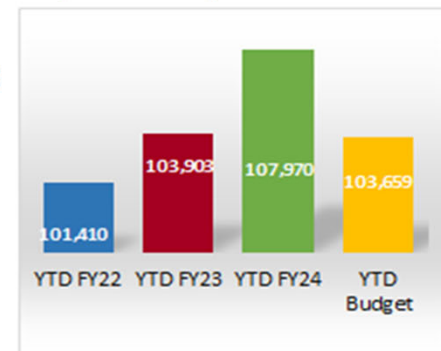 101,410
103,903
107,970
103,659
YTD FY22 YTD FY23 YTD FY24 YTD
Budget